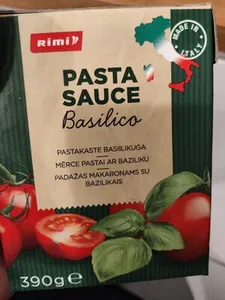 MADE IN
ITALY
Rimi
PASTA
SAUCE
Basilico
PASTAKASTE BASIILIKUGA
MĒRCE PASTAI AR BAZILIKU
PADAŽAS MAKARONAMS SU
BAZILIKAIS
390g e